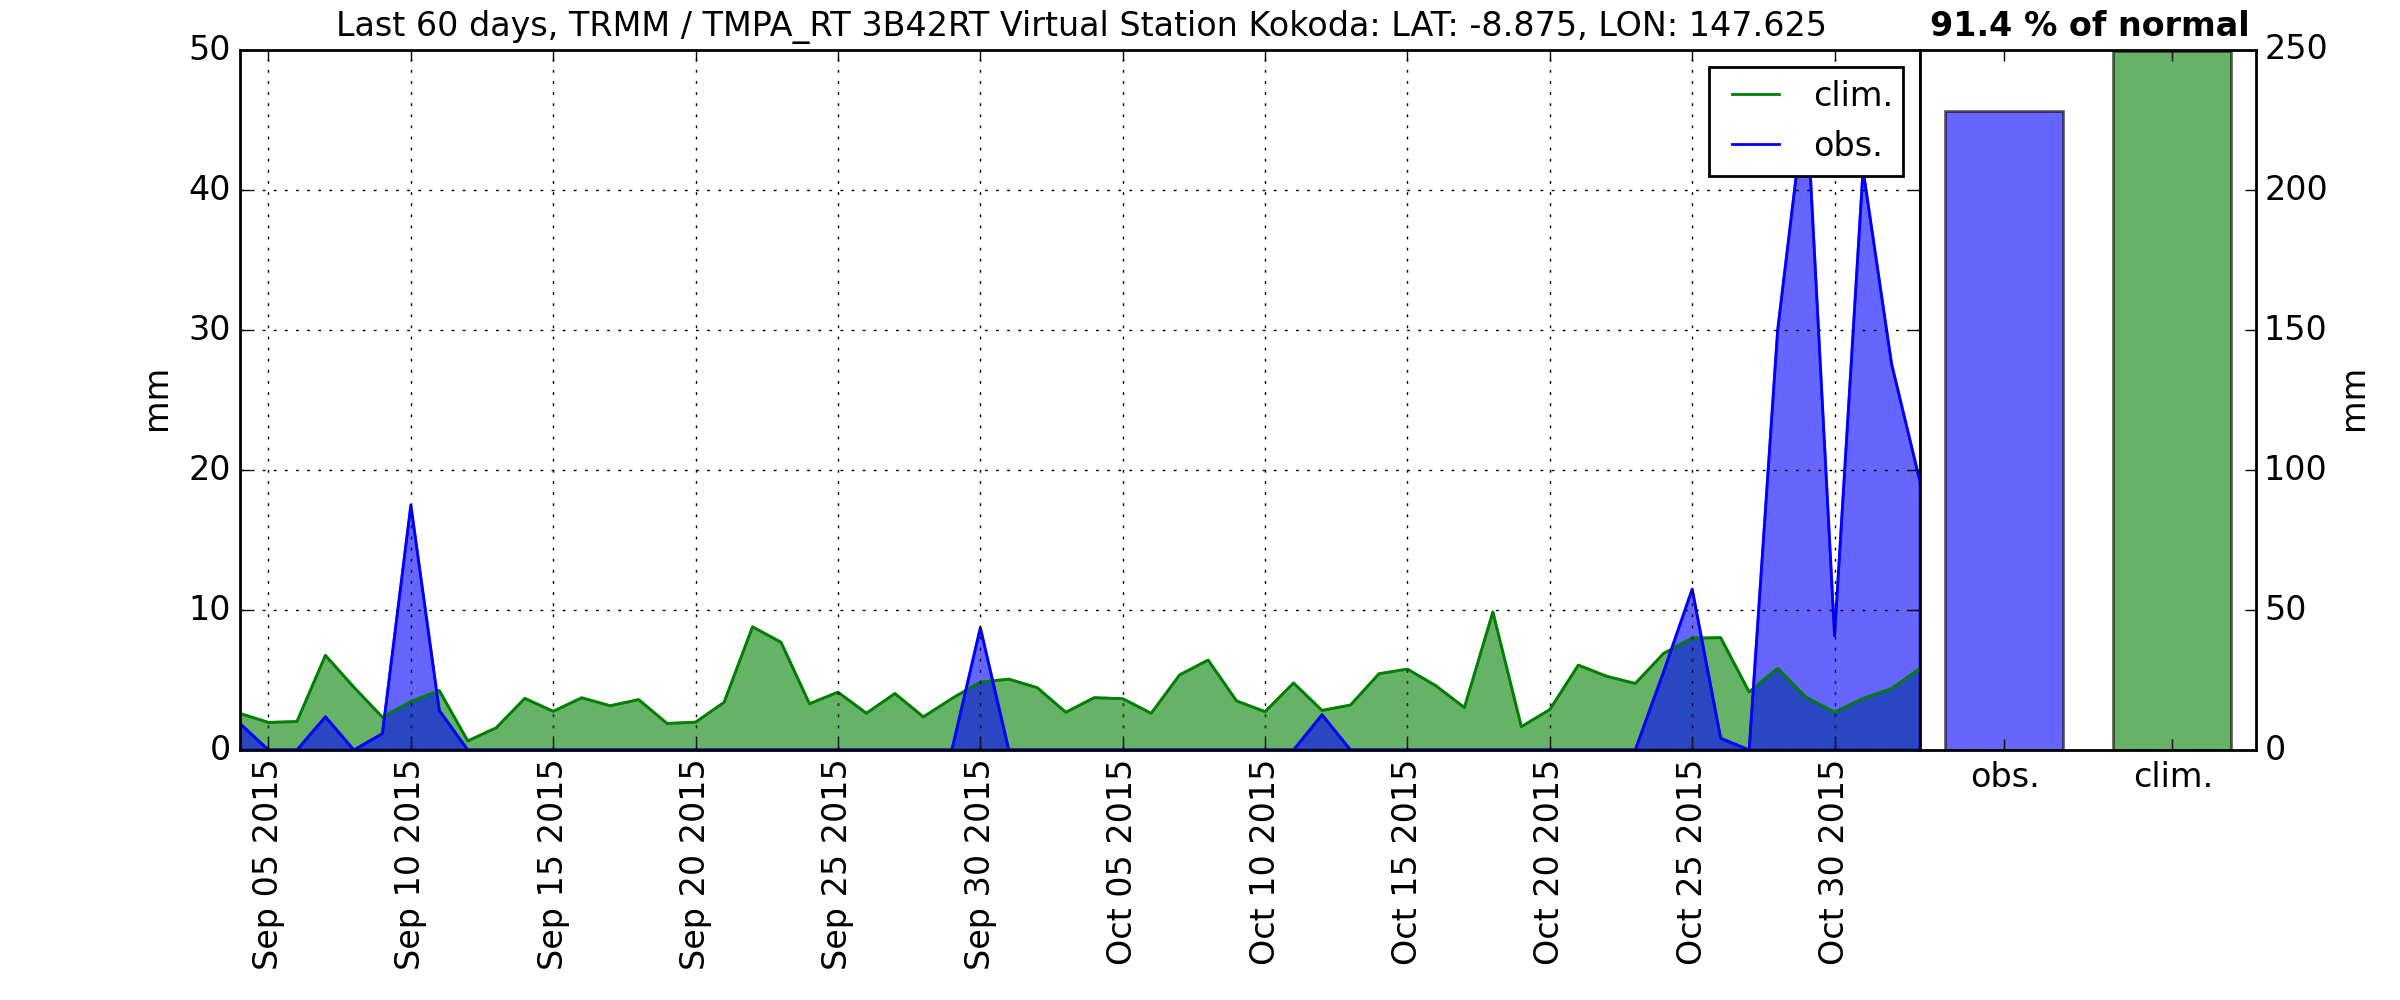 Last 60 days, TRMM / TMPA_RT 3B42RT Virtual Station Kokoda: LAT: -8.875, LON: 147.625
91.4 % of normal
50
40
30
20
10
0
mm
clim.
obs.
250
200
150
100
50
0
mm
Sep 05 2015
Sep 10 2015
Sep 15 2015
Sep 20 2015
Sep 25 2015
Sep 30 2015
Oct 05 2015
Oct 10 2015
Oct 15 2015
Oct 20 2015
Oct 25 2015
Oct 30 2015
obs.
clim.